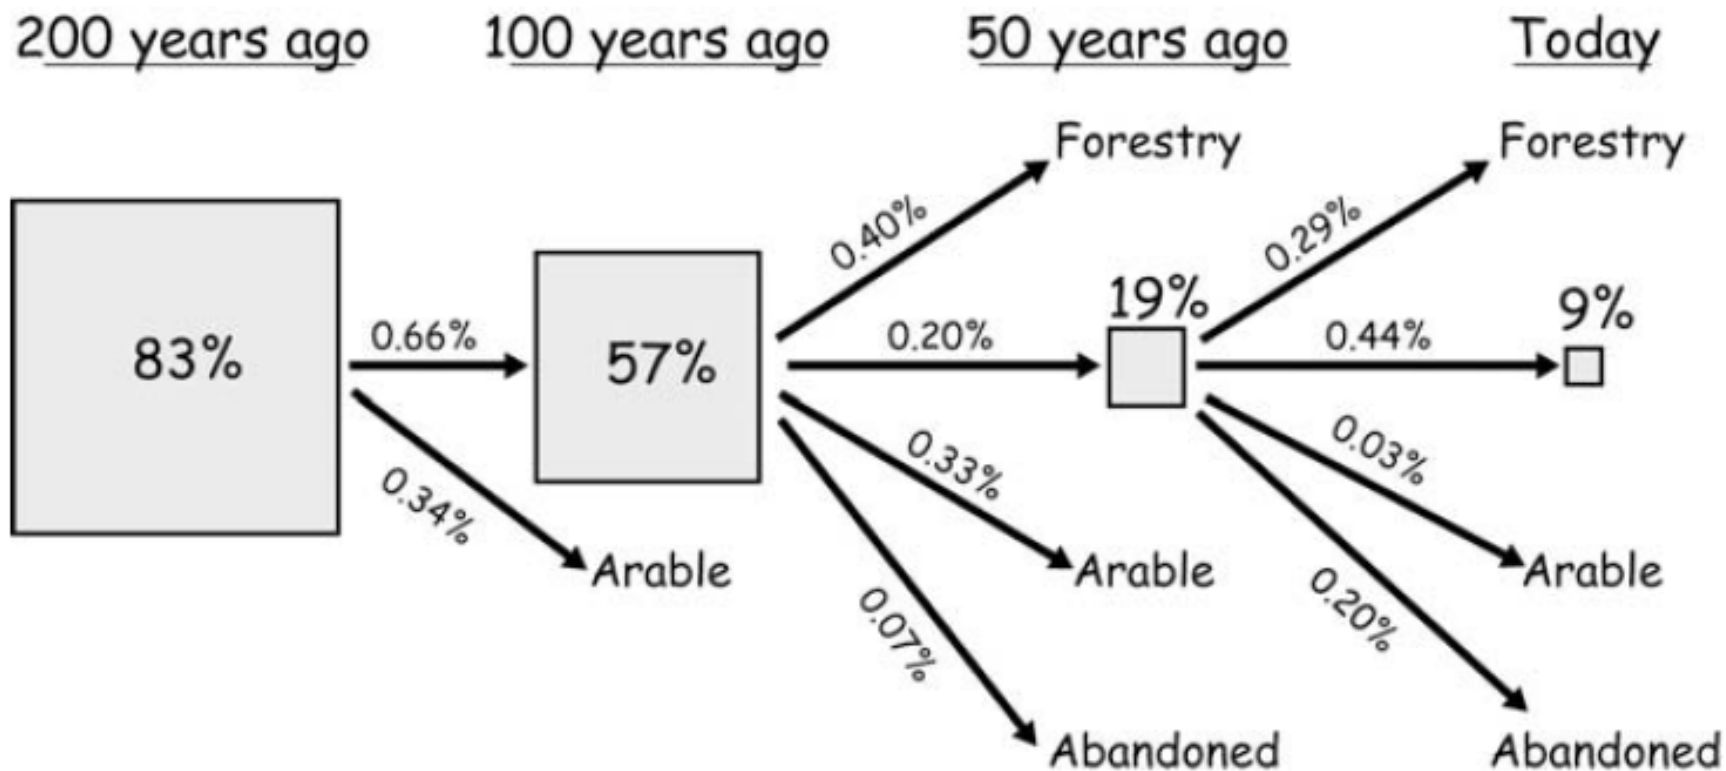 200 years ago 100 years ago 50 years ago Today
Forestry Forestry
0.40% 0.29%
83% 0.66% 57% 0.20% 19% 0.44% 9%
0.34% 0.33% 0.03%
Arable Arable Arable
0.07% 0.20%
Abandoned Abandoned